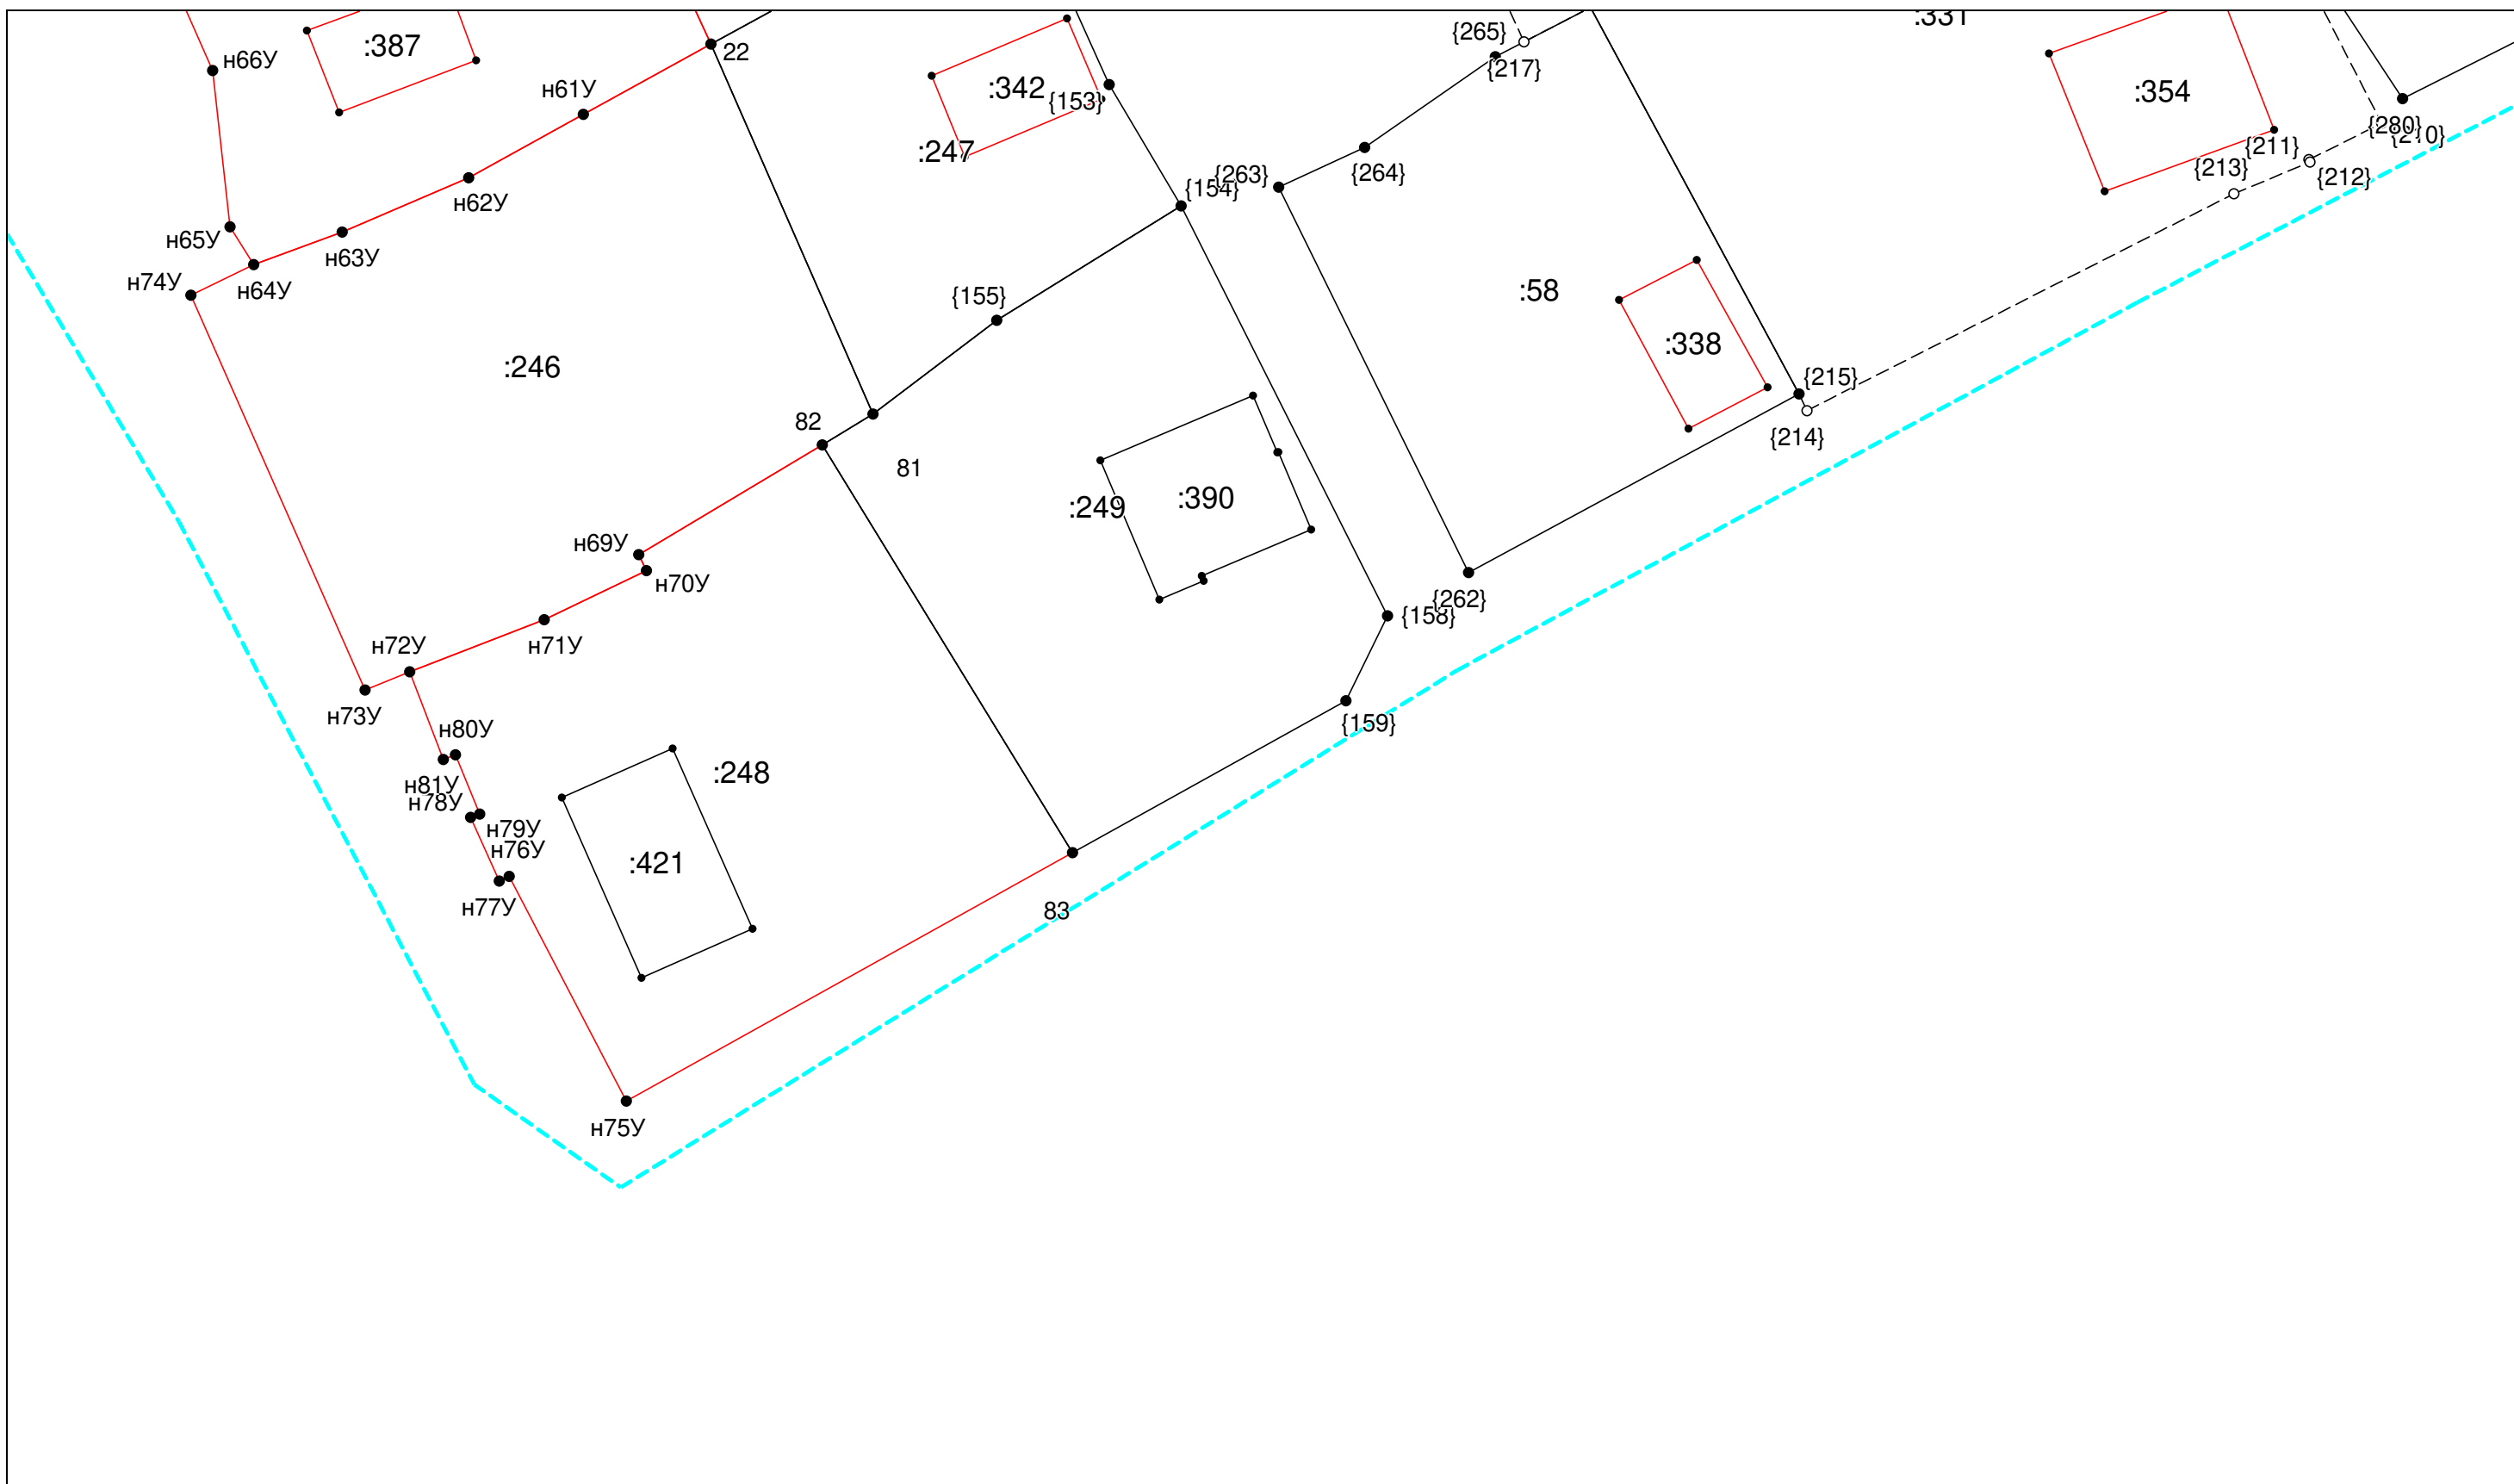 :331
{265}
:387
22
н66У
{217}
:342
н61У
{153}
:354
{280}
{210}
{211}
:247
{213}
{263}
{264}
{212}
{154}
н62У
н65У
н63У
н74У
н64У
:58
{155}
:338
:246
{215}
82
{214}
81
:390
:249
н69У
н70У
{262}
{158}
н72У
н71У
н73У
{159}
н80У
:248
н81У
н78У
н79У
н76У
:421
н77У
83
н75У